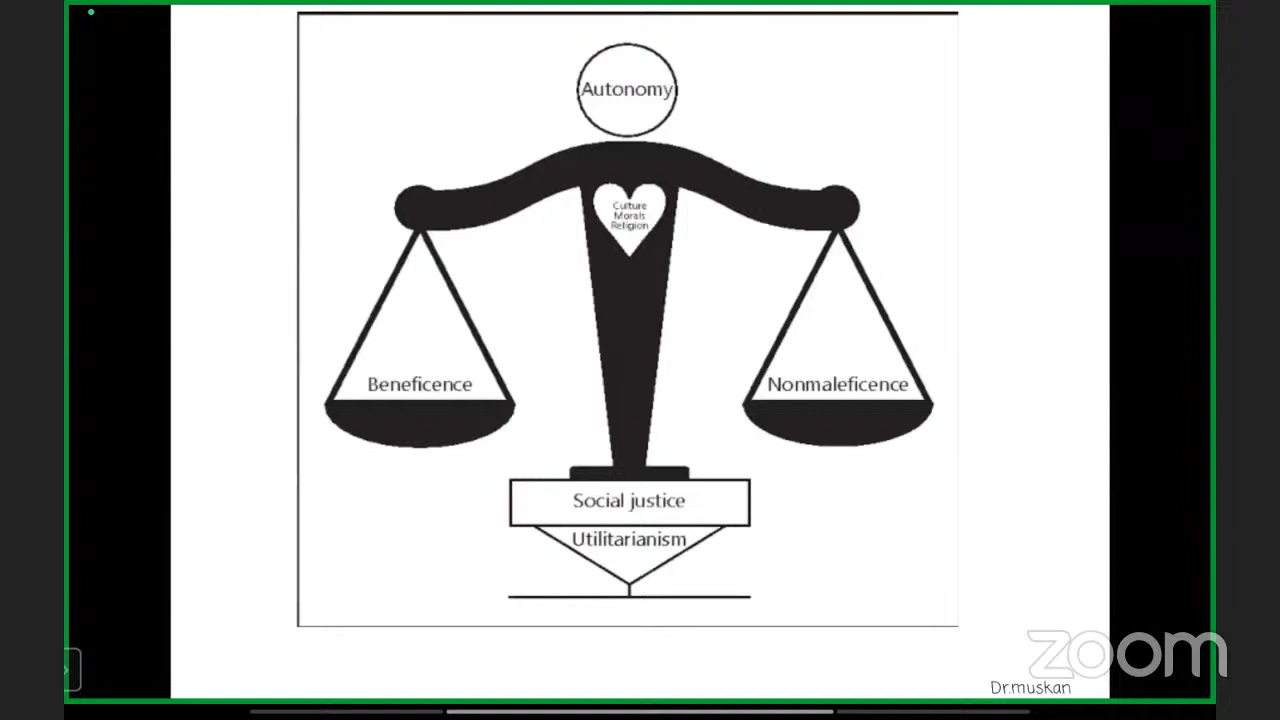 Autonomy
Culture
Morals
Religion
Beneficence
Nonmaleficence
Social justice
Utilitarianism
zoom
Dr.muskan